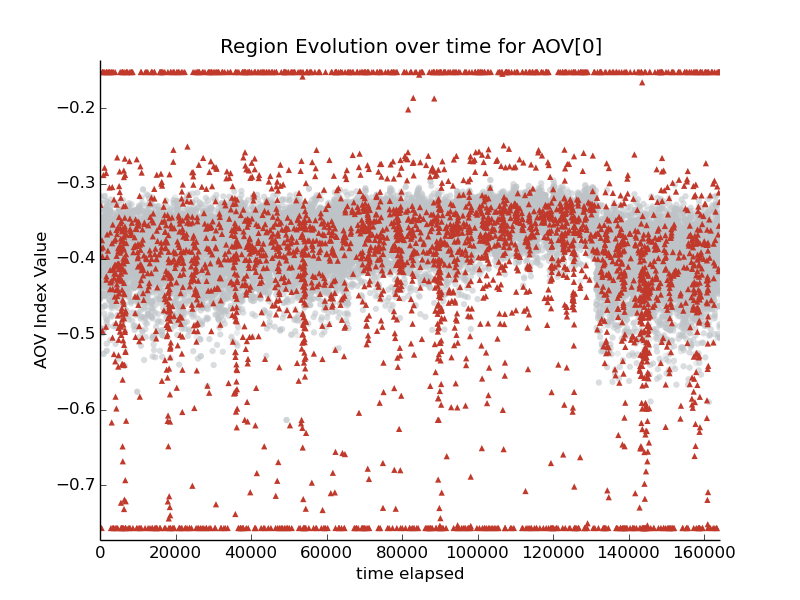 Region Evolution over time for AOV[0]
AOV Index Value
−0.2
−0.3
−0.4
−0.5
−0.6
−0.7
0 20000 40000 60000 80000 100000 120000 140000 160000
time elapsed